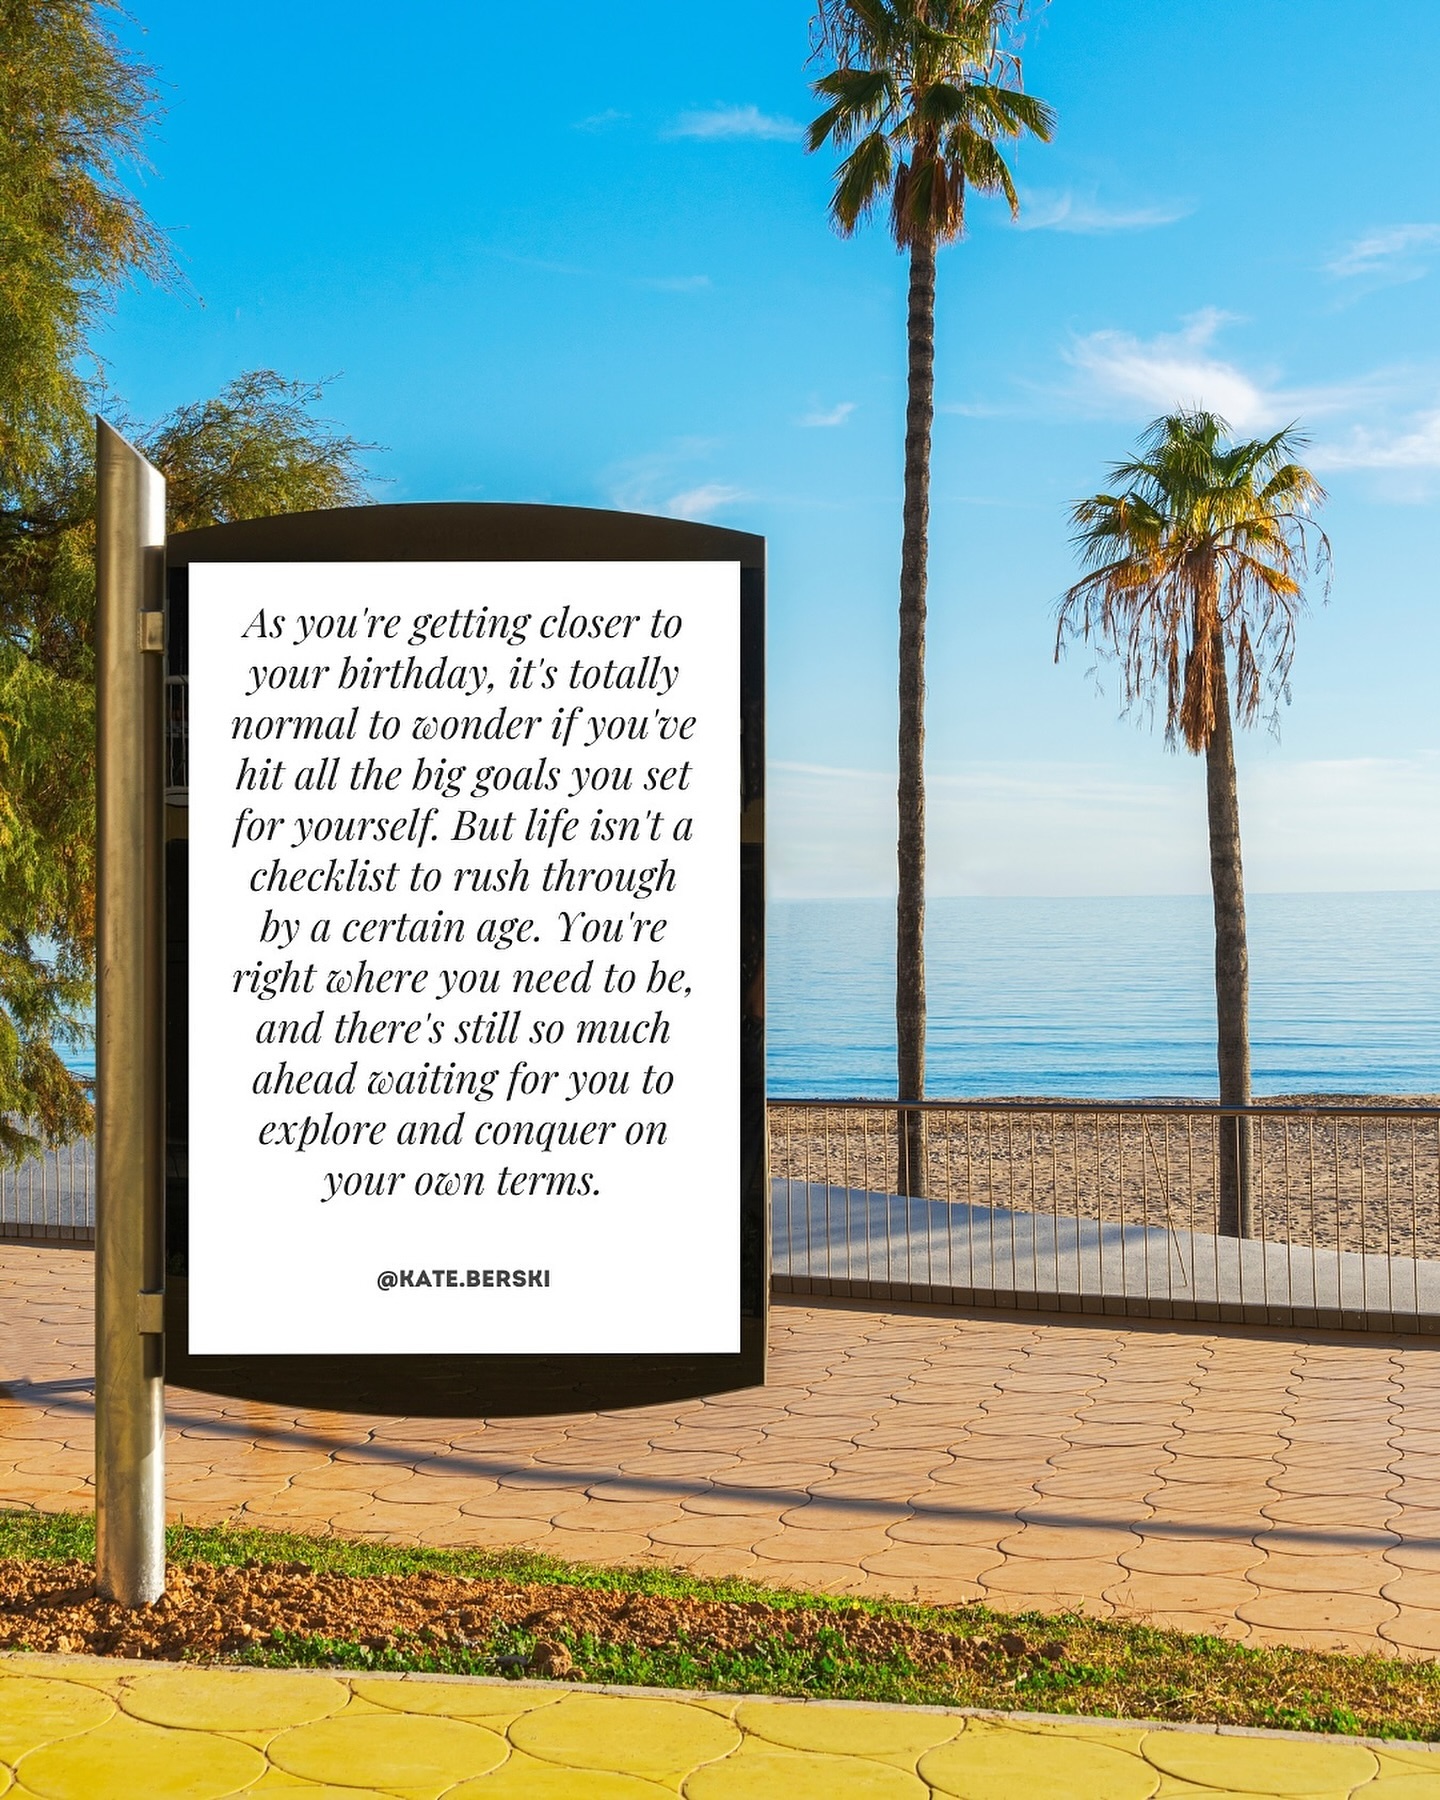 As you're getting closer to
your birthday, it's totally
normal to wonder if you've
hit all the big goals you set
for yourself. But life isn't a
checklist to rush through
by a certain age. You're
right where you need to be,
and there's still so much
ahead waiting for you to
explore and conquer on
your own terms.
@KATE.BERSKI